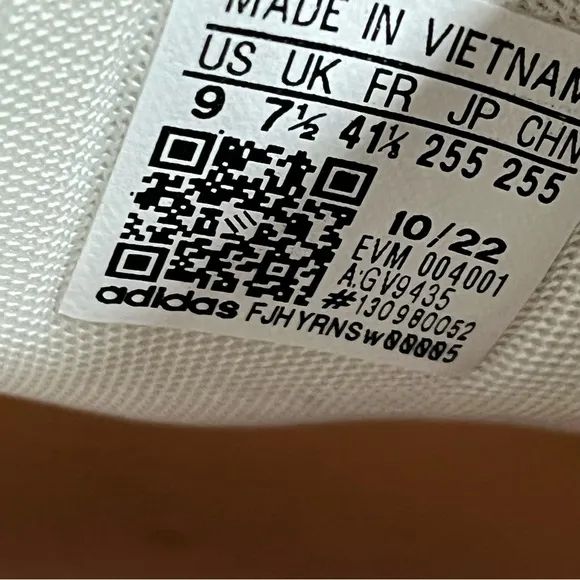 MADE IN VIETNAM
US UK FR JP CHN
9 7½ 41⅓ 255 255
10/22
EVM 004001
A:GV9435
#130980052
adidas FJHYRNSW00005